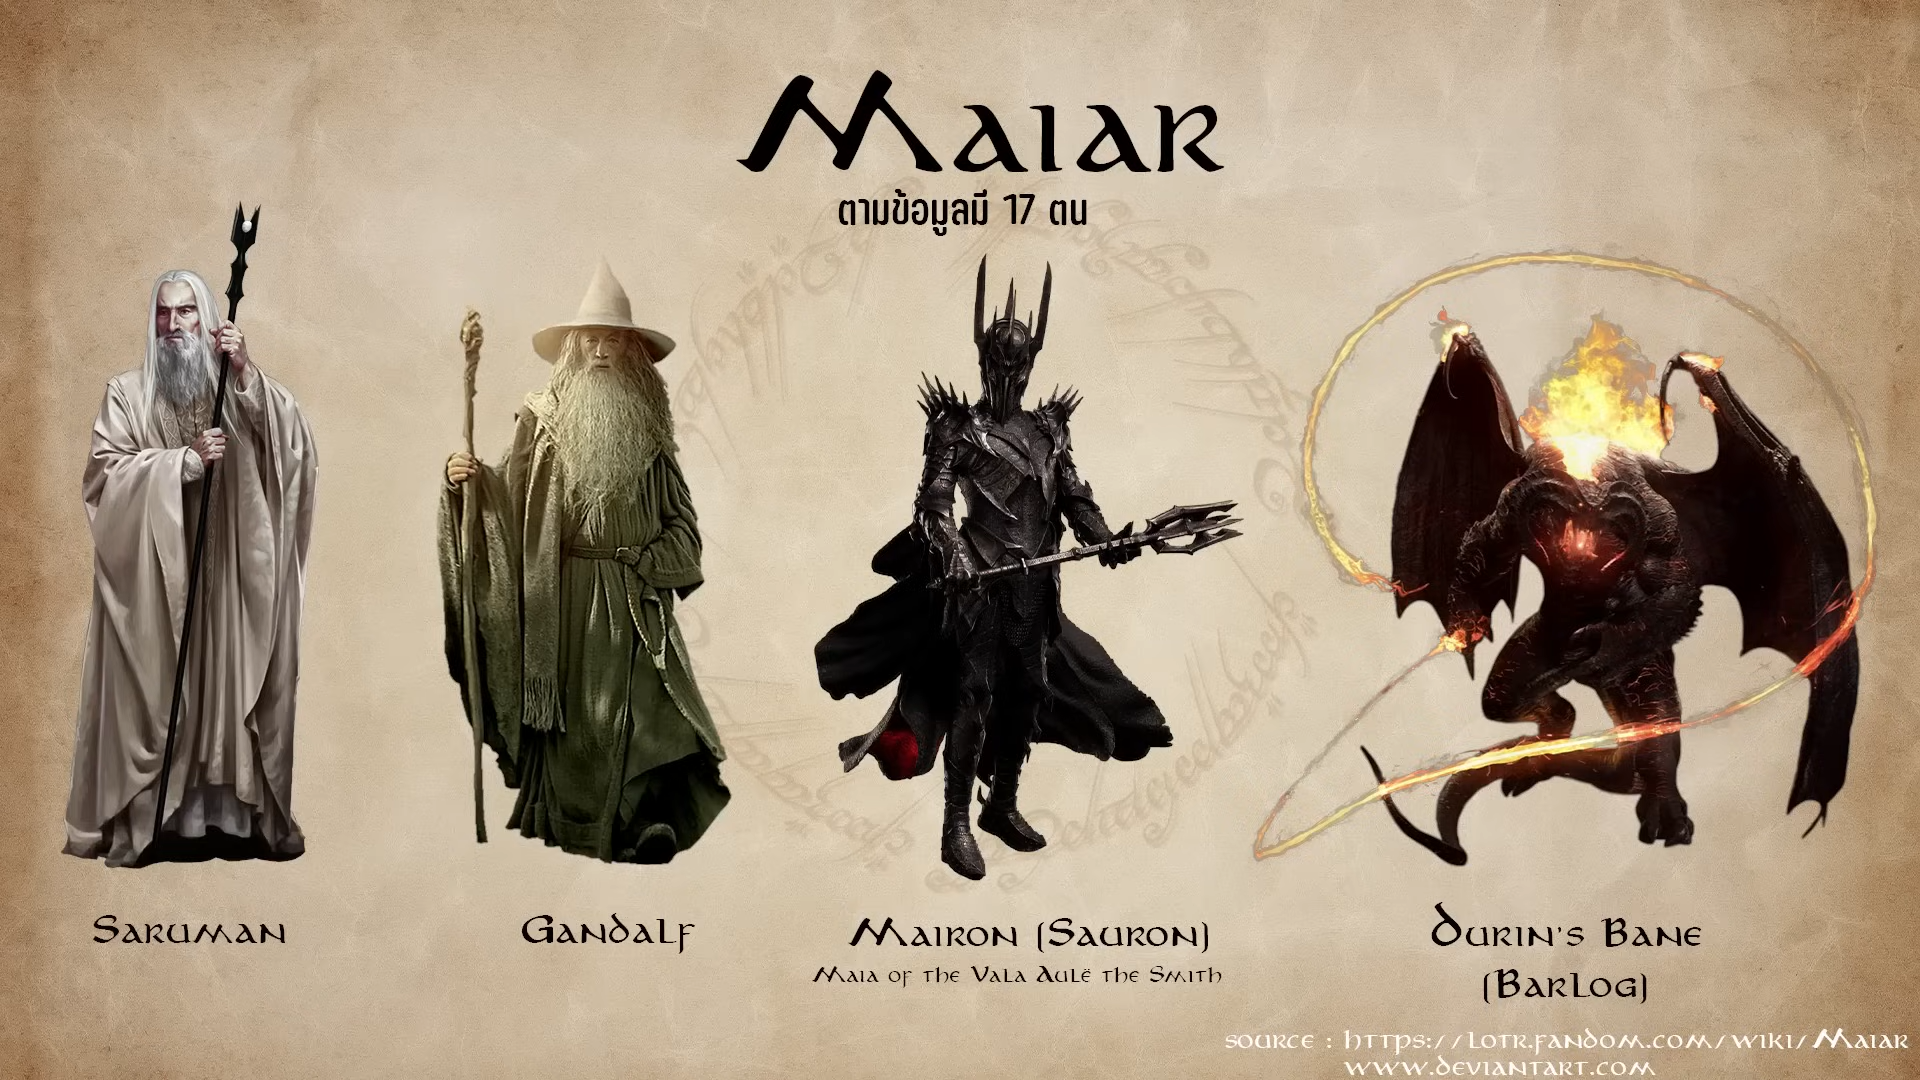 Maiar
ตามข้อมูลมี 17 ตน
Saruman
Gandalf
Mairon (Sauron)
Maia of the Vala Aulë the Smith
Durin's Bane
(Barlog)
source : https://lotr.fandom.com/wiki/Maiar
www.deviantart.com